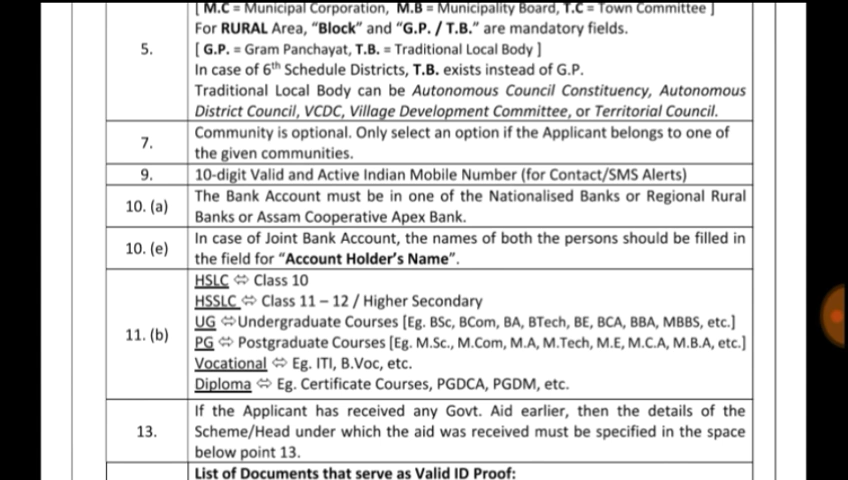 [ M.C = Municipal Corporation, M.B = Municipality Board, T.C = Town Committee ]
5.
For RURAL Area, “Block” and “G.P. / T.B.” are mandatory fields.
[ G.P. = Gram Panchayat, T.B. = Traditional Local Body ]
In case of 6th Schedule Districts, T.B. exists instead of G.P.
Traditional Local Body can be Autonomous Council Constituency, Autonomous
District Council, VCDC, Village Development Committee, or Territorial Council.
7.
Community is optional. Only select an option if the Applicant belongs to one of
the given communities.
9.
10-digit Valid and Active Indian Mobile Number (for Contact/SMS Alerts)
10. (a)
The Bank Account must be in one of the Nationalised Banks or Regional Rural
Banks or Assam Cooperative Apex Bank.
10. (e)
In case of Joint Bank Account, the names of both the persons should be filled in
the field for “Account Holder’s Name”.
11. (b)
HSLC ⇔ Class 10
HSSLC ⇔ Class 11 – 12 / Higher Secondary
UG ⇔ Undergraduate Courses [Eg. BSc, BCom, BA, BTech, BE, BCA, BBA, MBBS, etc.]
PG ⇔ Postgraduate Courses [Eg. M.Sc., M.Com, M.A, M.Tech, M.E, M.C.A, M.B.A, etc.]
Vocational ⇔ Eg. ITI, B.Voc, etc.
Diploma ⇔ Eg. Certificate Courses, PGDCA, PGDM, etc.
13.
If the Applicant has received any Govt. Aid earlier, then the details of the
Scheme/Head under which the aid was received must be specified in the space
below point 13.
List of Documents that serve as Valid ID Proof: